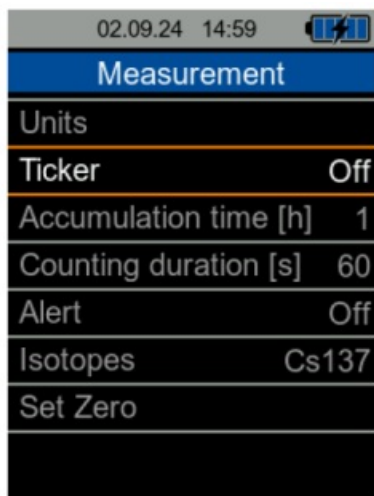 02.09.24 14:59
Measurement
Units
Ticker Off
Accumulation time [h] 1
Counting duration [s] 60
Alert Off
Isotopes Cs137
Set Zero